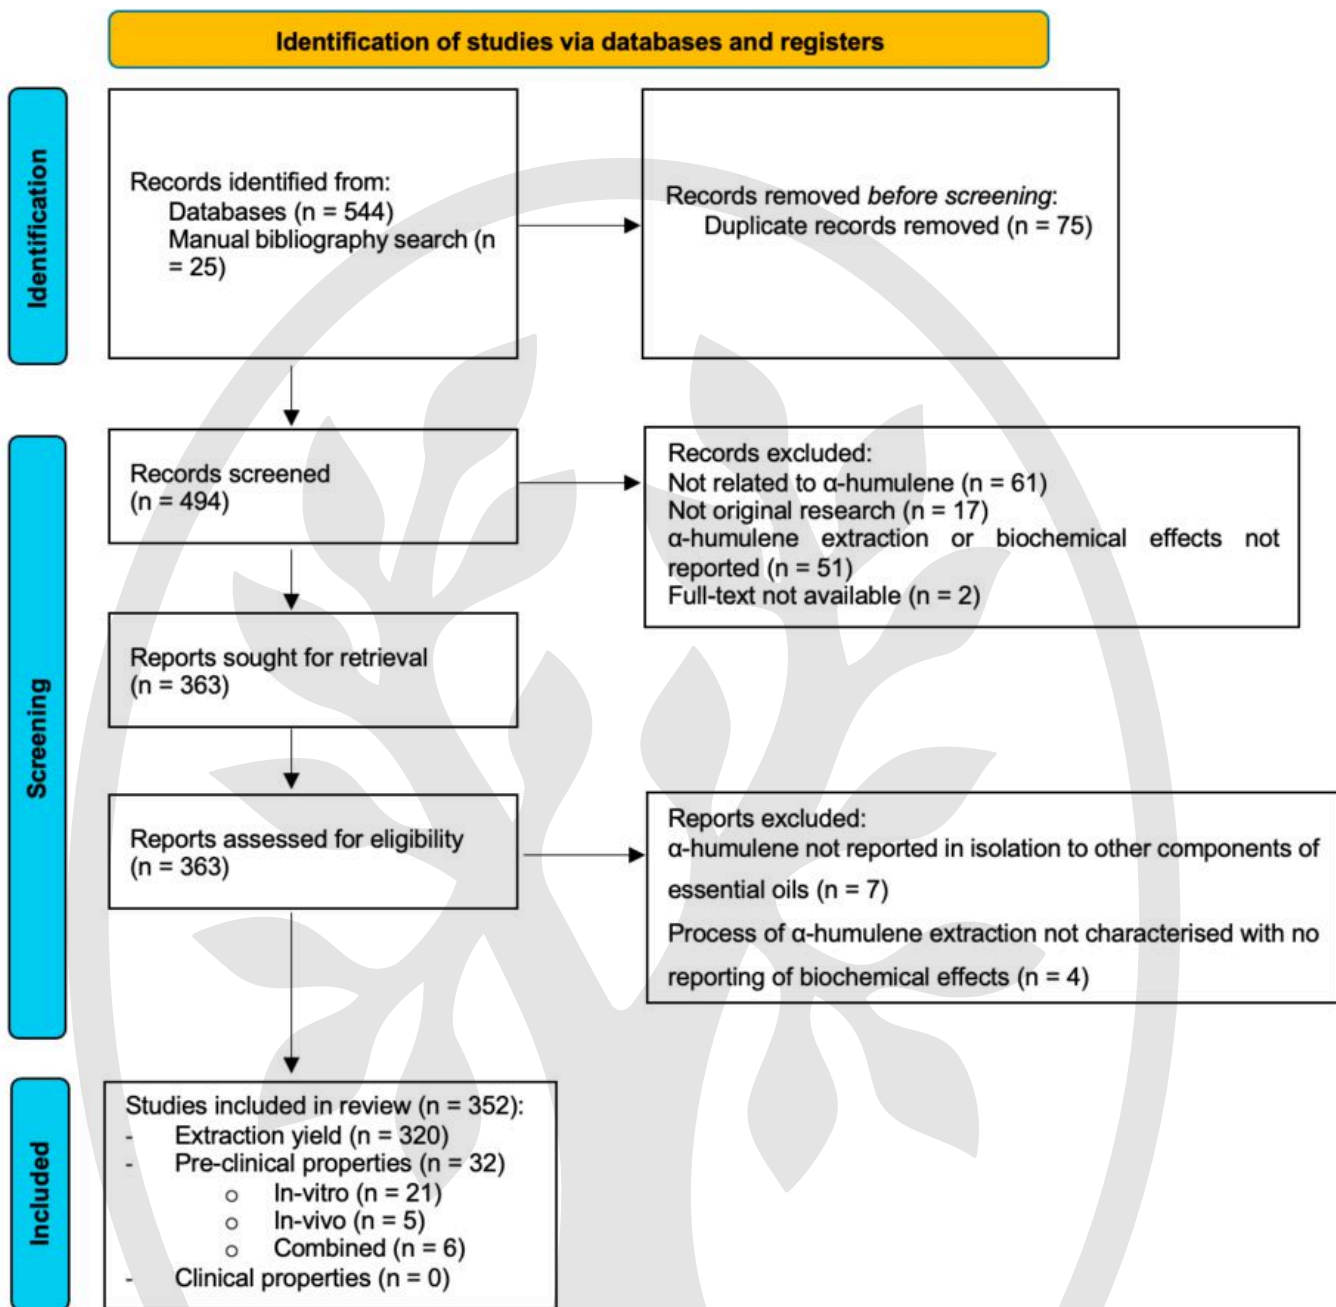 Identification of studies via databases and registers
Identification
Records identified from:
Databases (n = 544)
Manual bibliography search (n
= 25)
Records removed before screening:
Duplicate records removed (n = 75)
Screening
Records screened
(n = 494)
Records excluded:
Not related to α-humulene (n = 61)
Not original research (n = 17)
α-humulene extraction or biochemical effects not
reported (n = 51)
Full-text not available (n = 2)
Reports sought for retrieval
(n = 363)
Reports assessed for eligibility
(n = 363)
Reports excluded:
α-humulene not reported in isolation to other components of
essential oils (n = 7)
Process of α-humulene extraction not characterised with no
reporting of biochemical effects (n = 4)
Included
Studies included in review (n = 352):
- Extraction yield (n = 320)
- Pre-clinical properties (n = 32)
o In-vitro (n = 21)
o In-vivo (n = 5)
o Combined (n = 6)
- Clinical properties (n = 0)